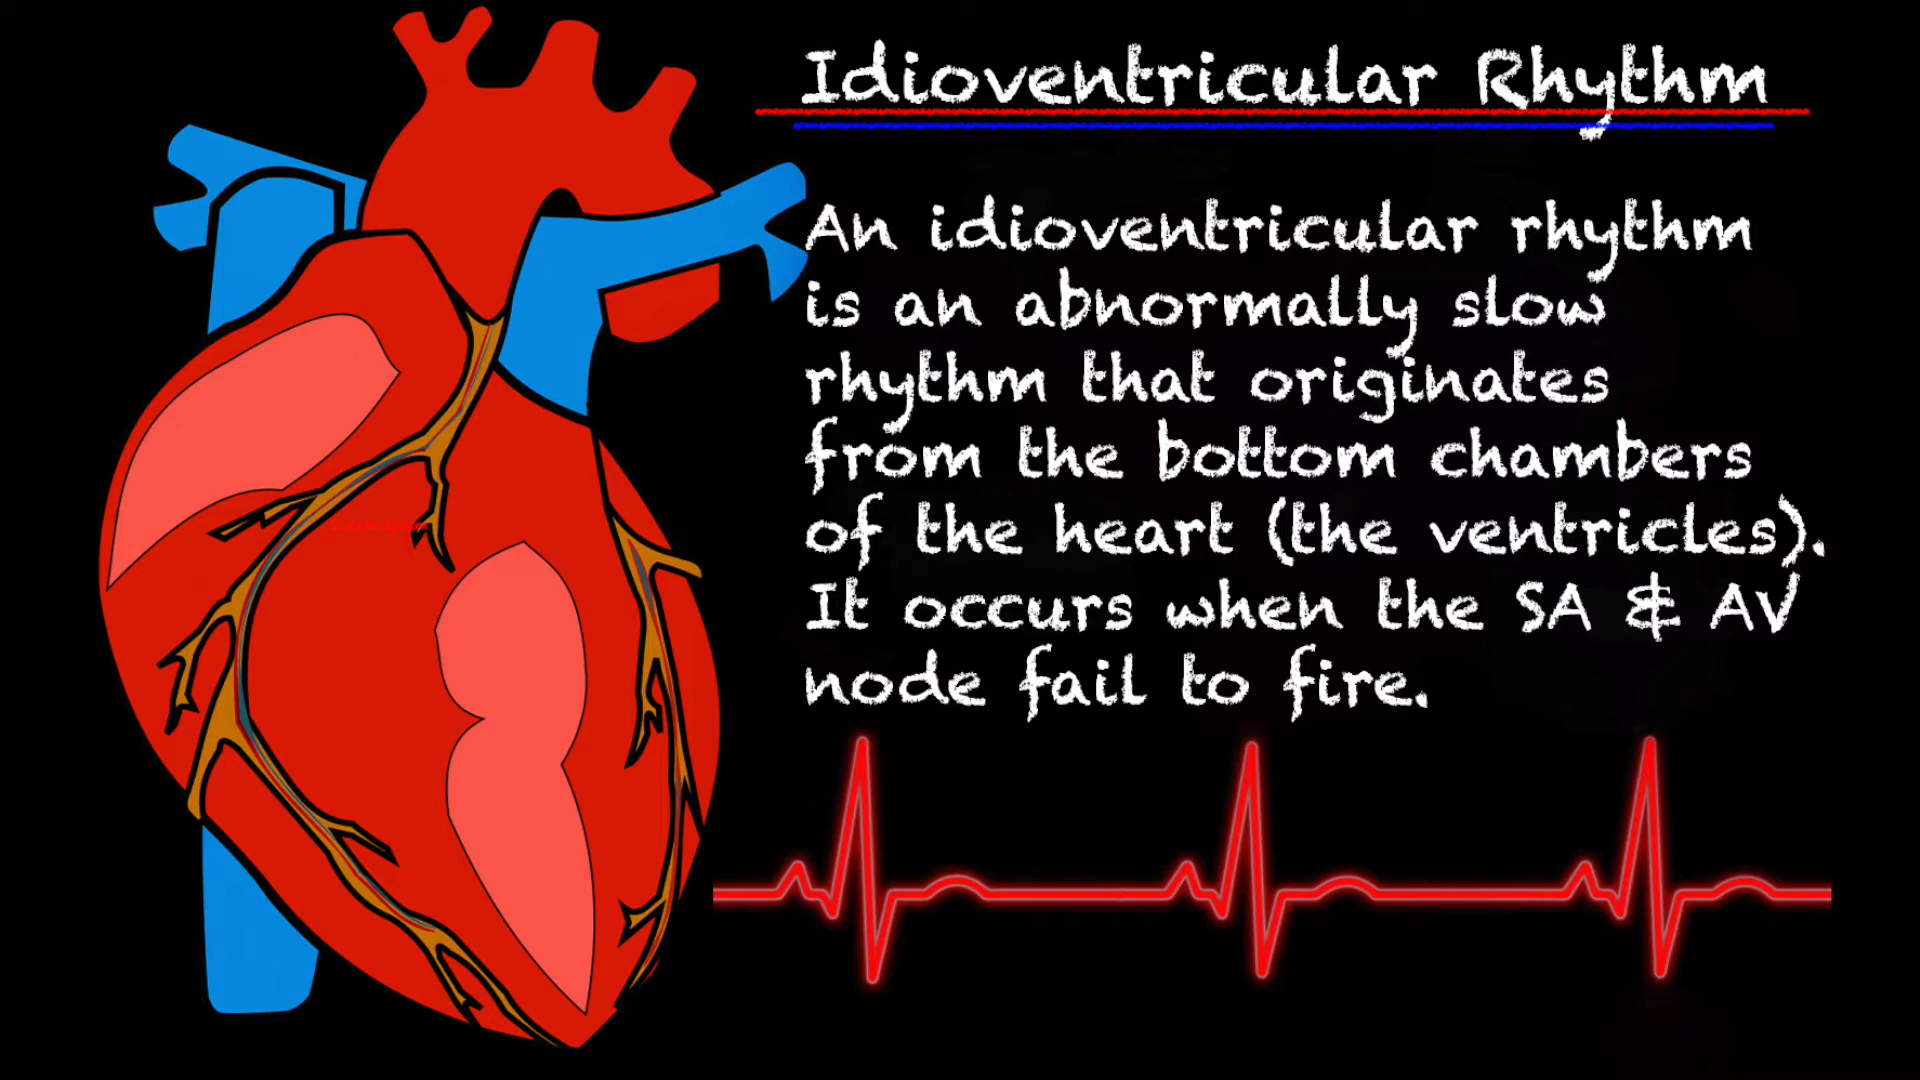 Idioventricular Rhythm
An idioventricular rhythm
is an abnormally slow
rhythm that originates
from the bottom chambers
of the heart (the ventricles).
It occurs when the SA & AV
node fail to fire.